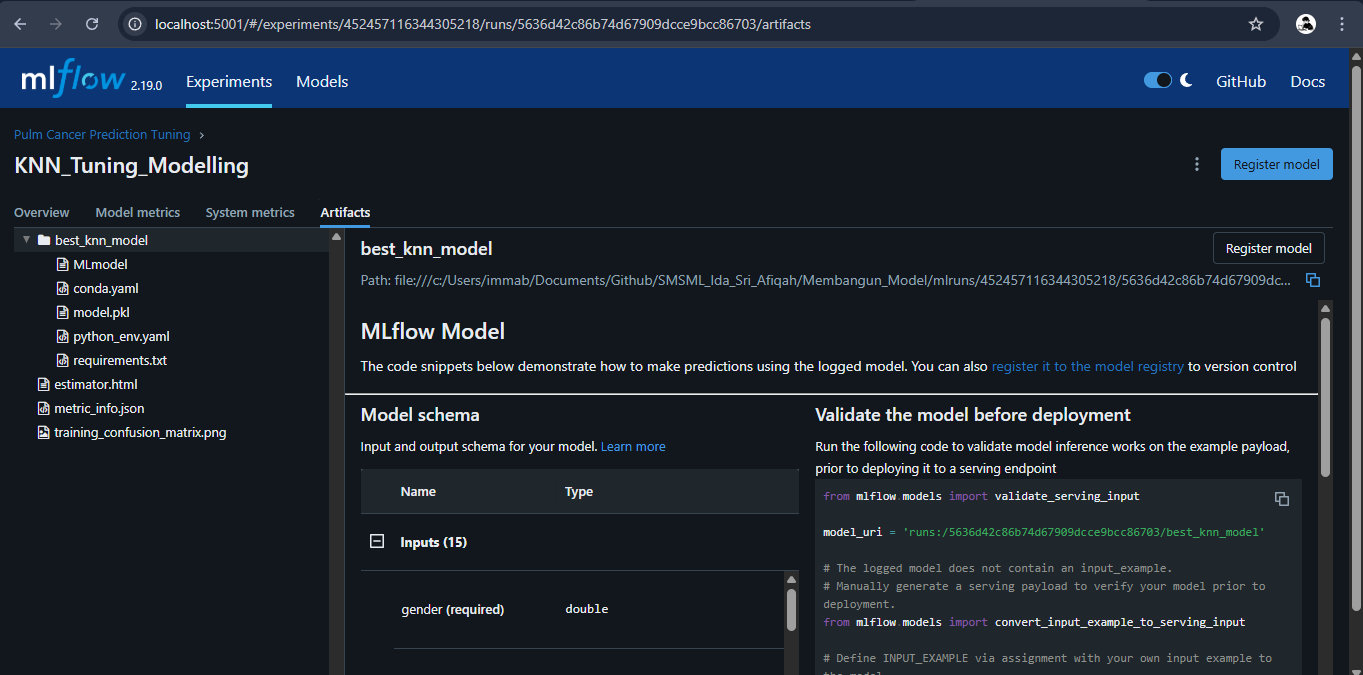 localhost:5001/#/experiments/452457116344305218/runs/5636d42c86b74d67909dcce9bcc86703/artifacts
mlflow 2.19.0 Experiments Models GitHub Docs
Pulm Cancer Prediction Tuning
KNN_Tuning_Modelling
Register model
Overview Model metrics System metrics Artifacts
best_knn_model
MLmodel
conda.yaml
model.pkl
python_env.yaml
requirements.txt
estimator.html
metric_info.json
training_confusion_matrix.png
best_knn_model
Register model
Path: file:///c:/Users/immab/Documents/Github/SMSML_Ida_Sri_Afiqah/Membangun_Model/mlruns/452457116344305218/5636d42c86b74d67909dc...
MLflow Model
The code snippets below demonstrate how to make predictions using the logged model. You can also register it to the model registry to version control
Model schema
Input and output schema for your model. Learn more
Name Type
Inputs (15)
gender (required) double
Validate the model before deployment
Run the following code to validate model inference works on the example payload,
prior to deploying it to a serving endpoint
from mlflow.models import validate_serving_input
model_uri = 'runs:/5636d42c86b74d67909dcce9bcc86703/best_knn_model'
# The logged model does not contain an input_example.
# Manually generate a serving payload to verify your model prior to
deployment.
from mlflow.models import convert_input_example_to_serving_input
# Define INPUT_EXAMPLE via assignment with your own input example to
the model